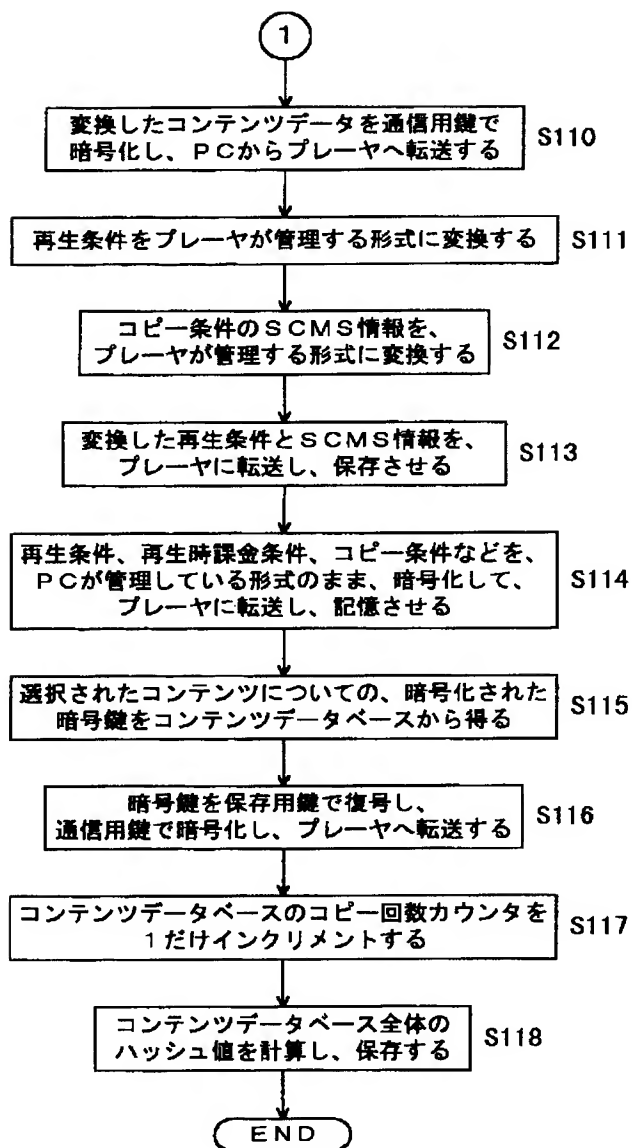 1
変換したコンテンツデータを通信用鍵で
暗号化し、PCからプレーヤへ転送する
S110
再生条件をプレーヤが管理する形式に変換する
S111
コピー条件のSCMS情報を、
プレーヤが管理する形式に変換する
S112
変換した再生条件とSCMS情報を、
プレーヤに転送し、保存させる
S113
再生条件、再生時課金条件、コピー条件などを、
PCが管理している形式のまま、暗号化して、
プレーヤに転送し、記憶させる
S114
選択されたコンテンツについての、暗号化された
暗号鍵をコンテンツデータベースから得る
S115
暗号鍵を保存用鍵で復号し、
通信用鍵で暗号化し、プレーヤへ転送する
S116
コンテンツデータベースのコピー回数カウンタを
1だけインクリメントする
S117
コンテンツデータベース全体の
ハッシュ値を計算し、保存する
S118
END